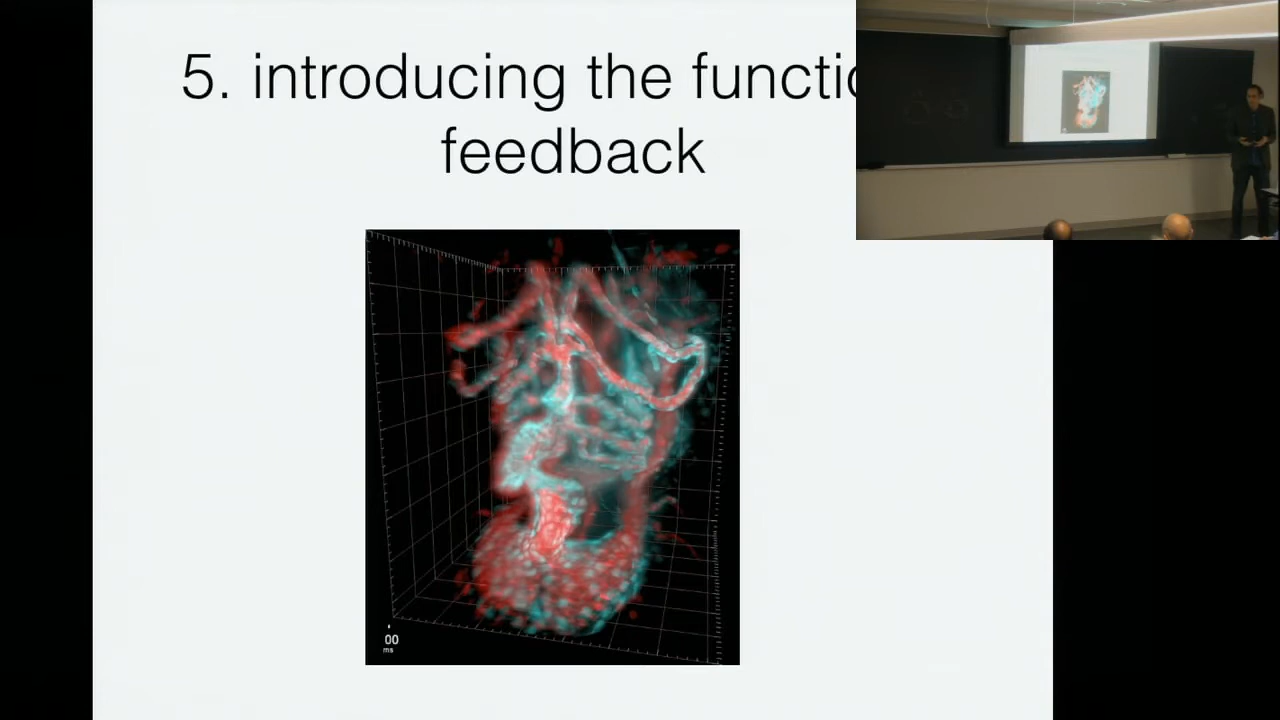 5. introducing the functio
feedback
00
ms